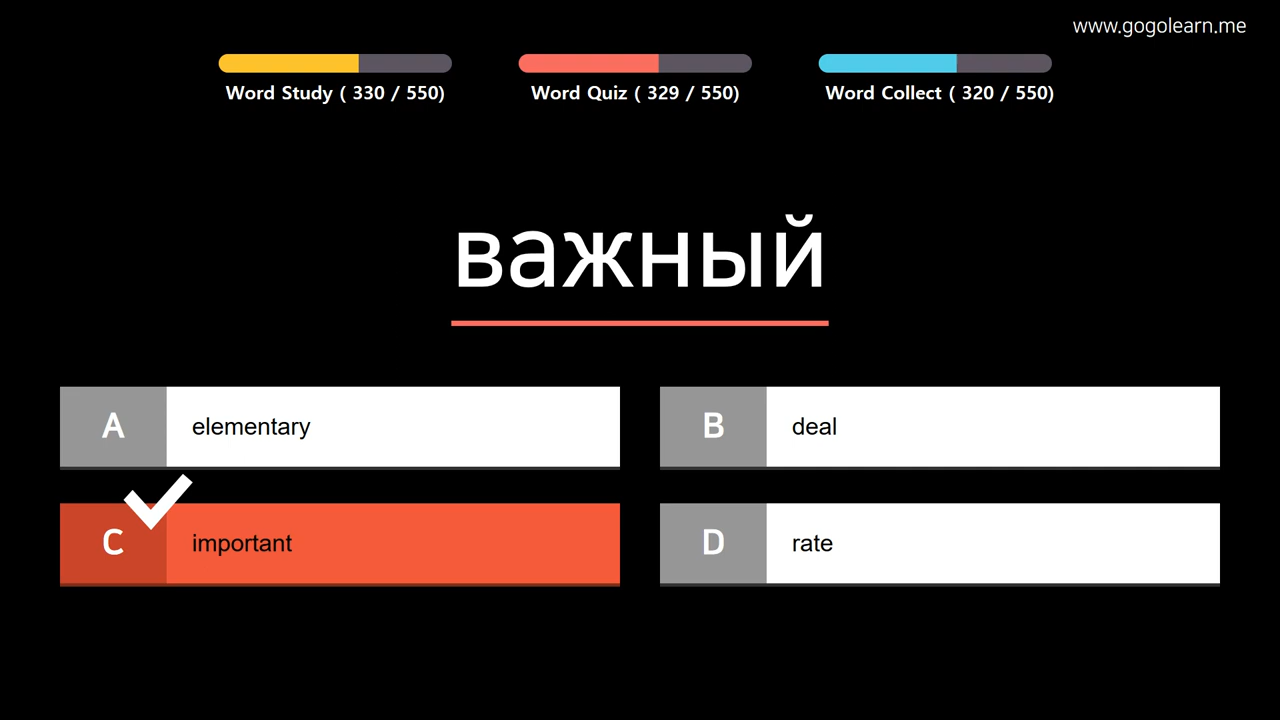 www.gogolearn.me
Word Study ( 330 / 550)
Word Quiz ( 329 / 550)
Word Collect ( 320 / 550)
важный
A elementary
B deal
C important
D rate